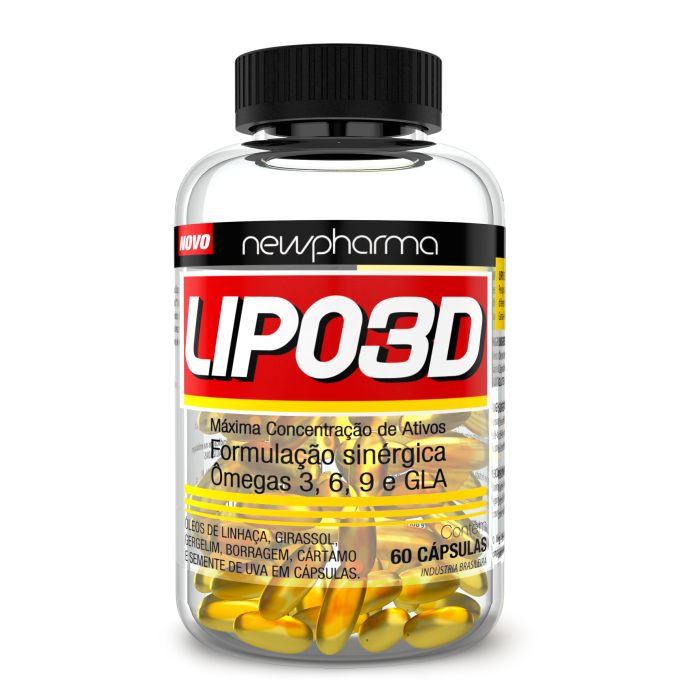 NOVO
newpharma
LIPO3D
Máxima Concentração de Ativos
Formulação sinérgica
Ômegas 3, 6, 9 e GLA
ÓLEOS DE LINHAÇA, GIRASSOL,
GERGELIM, BORRAGEM, CÁRTAMO
E SEMENTE DE UVA EM CÁPSULAS.
Contém
60 CÁPSULAS
INDÚSTRIA BRASILEIRA